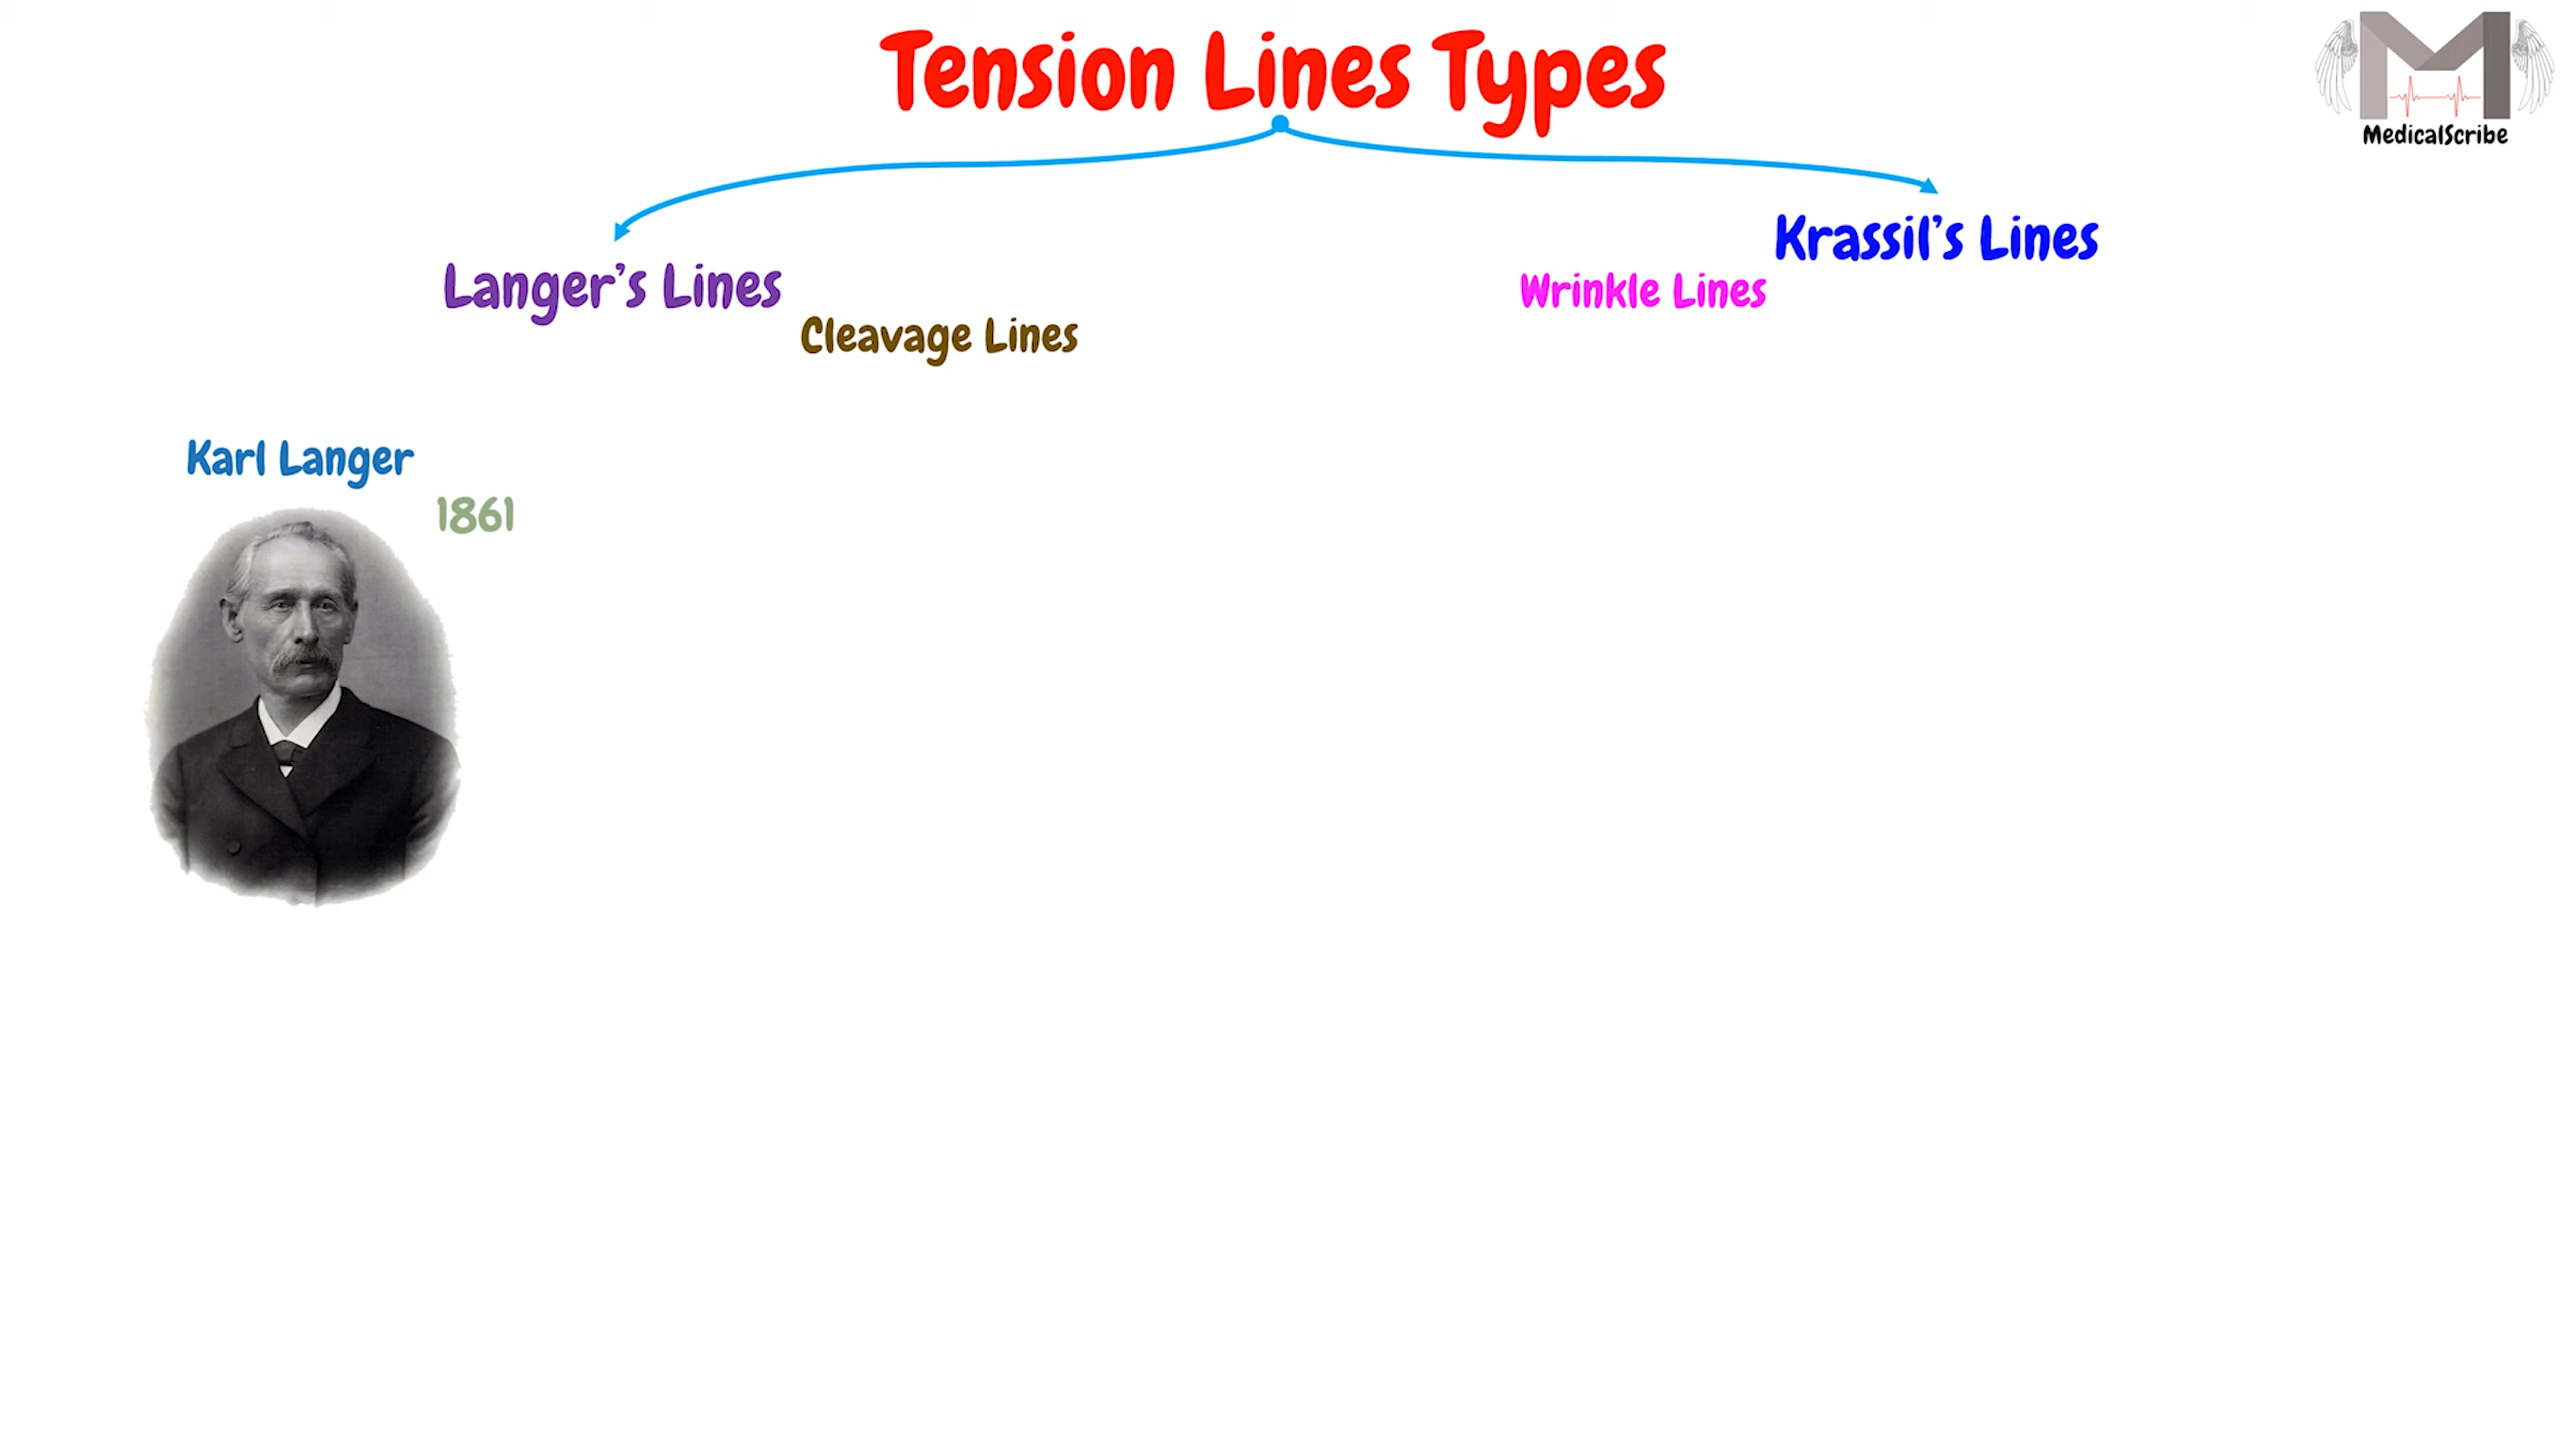 Tension Lines Types
MedicalScribe
Langer's Lines
Cleavage Lines
Krassil's Lines
Wrinkle Lines
Karl Langer
1861